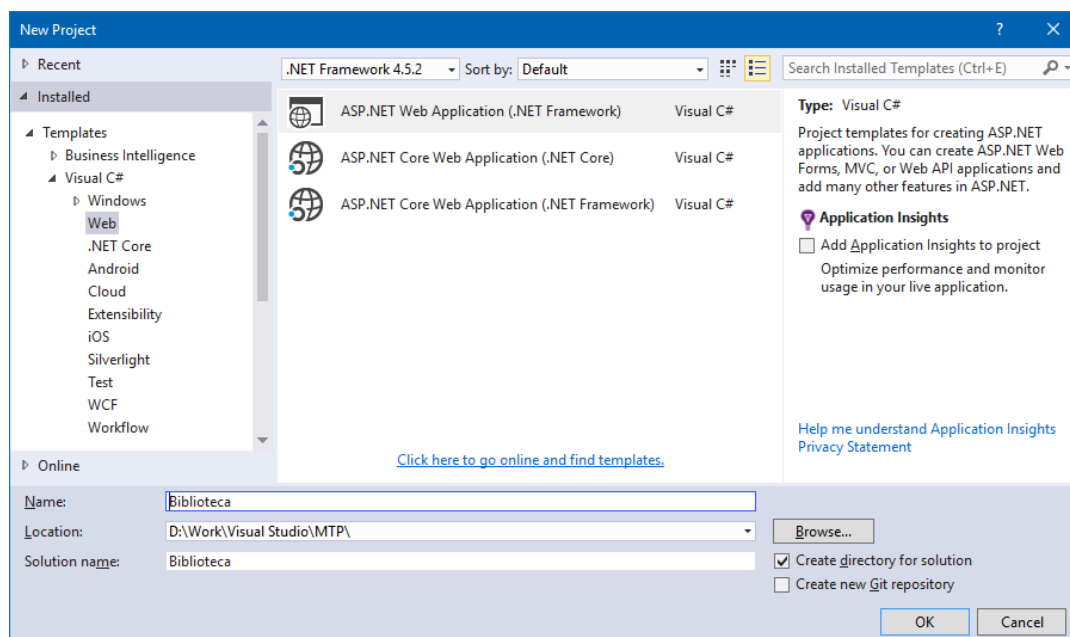 New Project
?
Recent
Installed
Templates
Business Intelligence
Visual C#
Windows
Web
.NET Core
Android
Cloud
Extensibility
iOS
Silverlight
Test
WCF
Workflow
Online
.NET Framework 4.5.2 Sort by: Default
ASP.NET Web Application (.NET Framework) Visual C#
ASP.NET Core Web Application (.NET Core) Visual C#
ASP.NET Core Web Application (.NET Framework) Visual C#
Click here to go online and find templates.
Search Installed Templates (Ctrl+E)
Type: Visual C#
Project templates for creating ASP.NET
applications. You can create ASP.NET Web
Forms, MVC, or Web API applications and
add many other features in ASP.NET.
Application Insights
Add Application Insights to project
Optimize performance and monitor
usage in your live application.
Help me understand Application Insights
Privacy Statement
Name: Biblioteca
Location: D:\Work\Visual Studio\MTP\ Browse...
Solution name: Biblioteca
Create directory for solution
Create new Git repository
OK Cancel